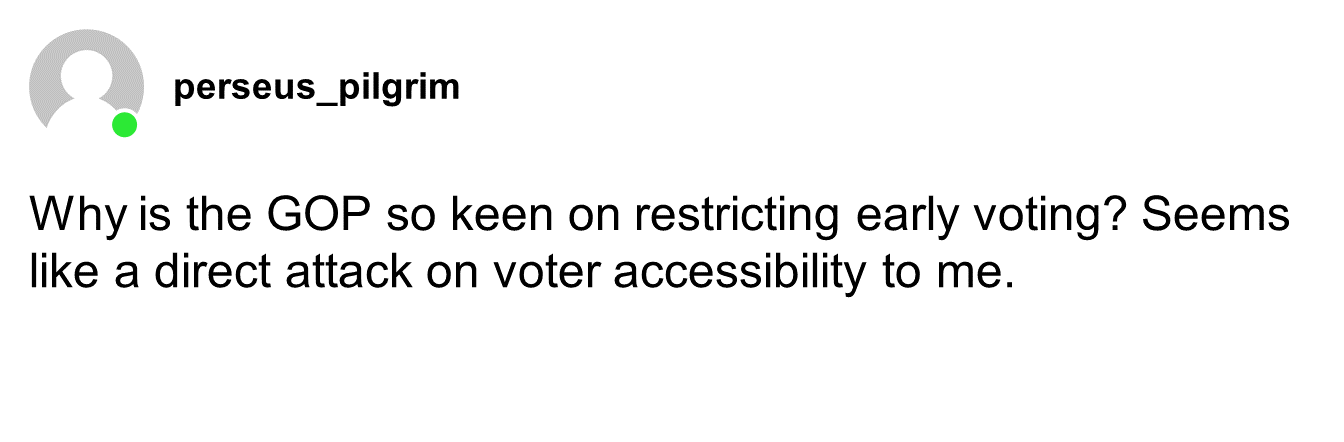 perseus_pilgrim
Why is the GOP so keen on restricting early voting? Seems
like a direct attack on voter accessibility to me.